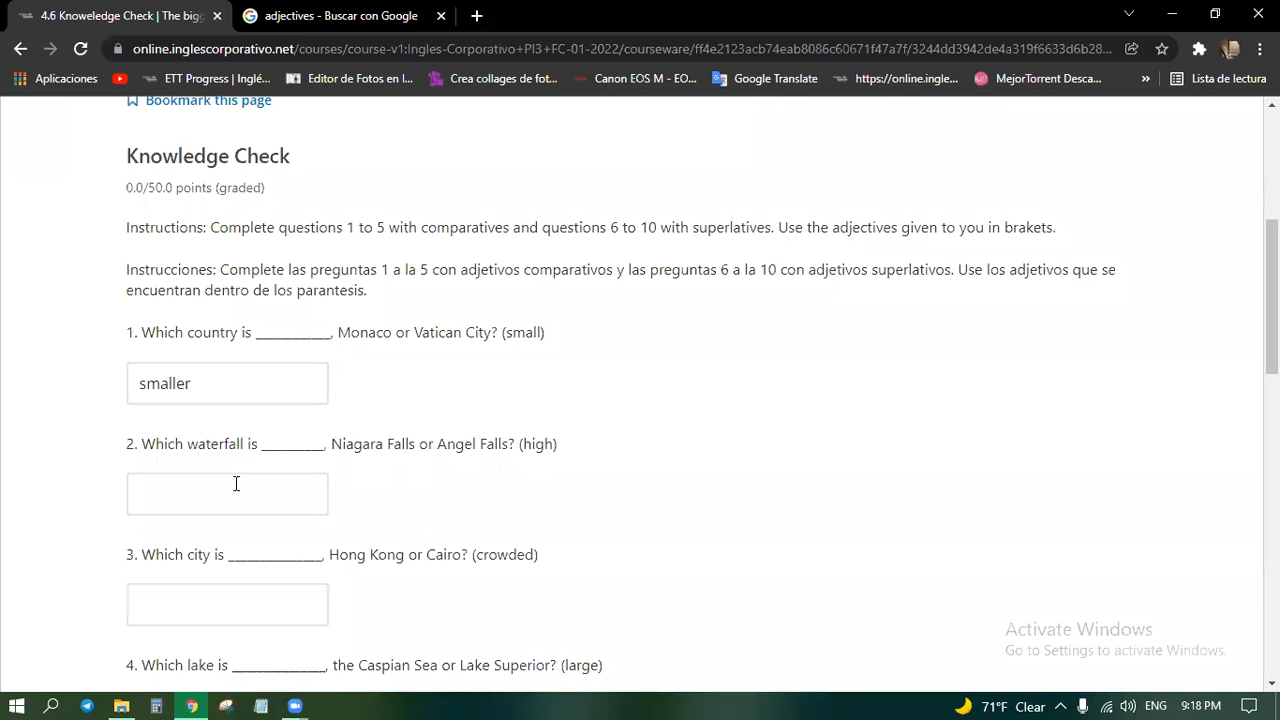 4.6 Knowledge Check | The bigg
adjectives - Buscar con Google
online.inglescorporativo.net/courses/course-v1:Ingles-Corporativo+PI3+FC-01-2022/courseware/ff4e2123acb74eab8086c60671f47a7f/3244dd3942de4a319f6633d6b28...
Aplicaciones
ETT Progress | Inglé...
Editor de Fotos en l...
Crea collages de fot...
Canon EOS M - EO...
Google Translate
https://online.ingle...
MejorTorrent Desca...
»
Lista de lectura
Bookmark this page
Knowledge Check
0.0/50.0 points (graded)
Instructions: Complete questions 1 to 5 with comparatives and questions 6 to 10 with superlatives. Use the adjectives given to you in brakets.
Instrucciones: Complete las preguntas 1 a la 5 con adjetivos comparativos y las preguntas 6 a la 10 con adjetivos superlativos. Use los adjetivos que se
encuentran dentro de los parantesis.
1. Which country is ___________, Monaco or Vatican City? (small)
smaller
2. Which waterfall is _________, Niagara Falls or Angel Falls? (high)
3. Which city is ______________, Hong Kong or Cairo? (crowded)
4. Which lake is ______________, the Caspian Sea or Lake Superior? (large)
Activate Windows
Go to Settings to activate Windows.
71°F Clear
ENG
9:18 PM